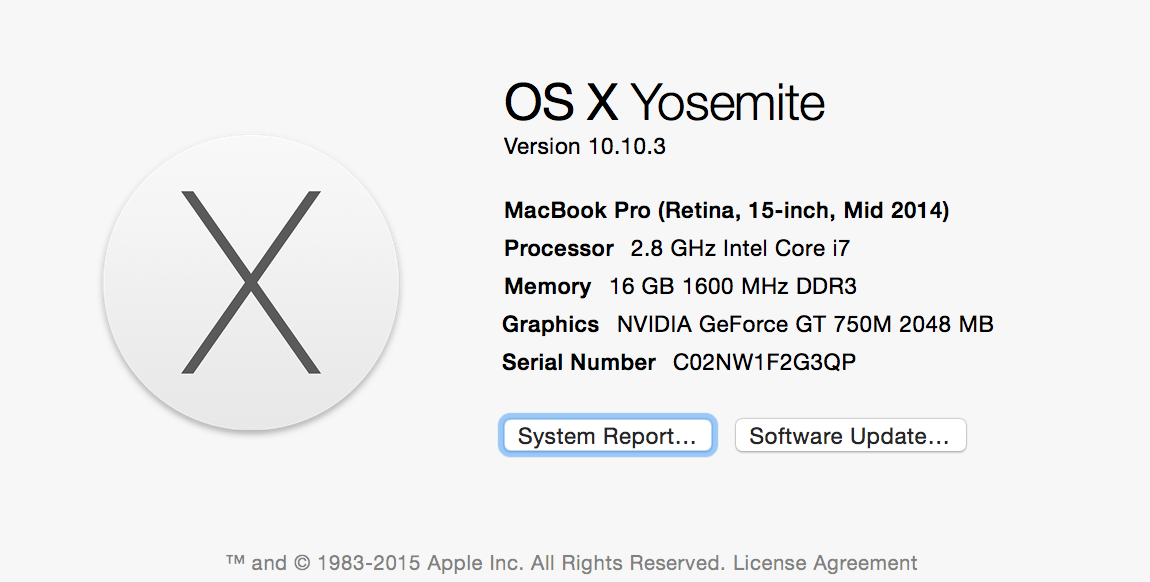 OS X Yosemite
Version 10.10.3
MacBook Pro (Retina, 15-inch, Mid 2014)
Processor 2.8 GHz Intel Core i7
Memory 16 GB 1600 MHz DDR3
Graphics NVIDIA GeForce GT 750M 2048 MB
Serial Number C02NW1F2G3QP
System Report... Software Update...
™ and © 1983-2015 Apple Inc. All Rights Reserved. License Agreement